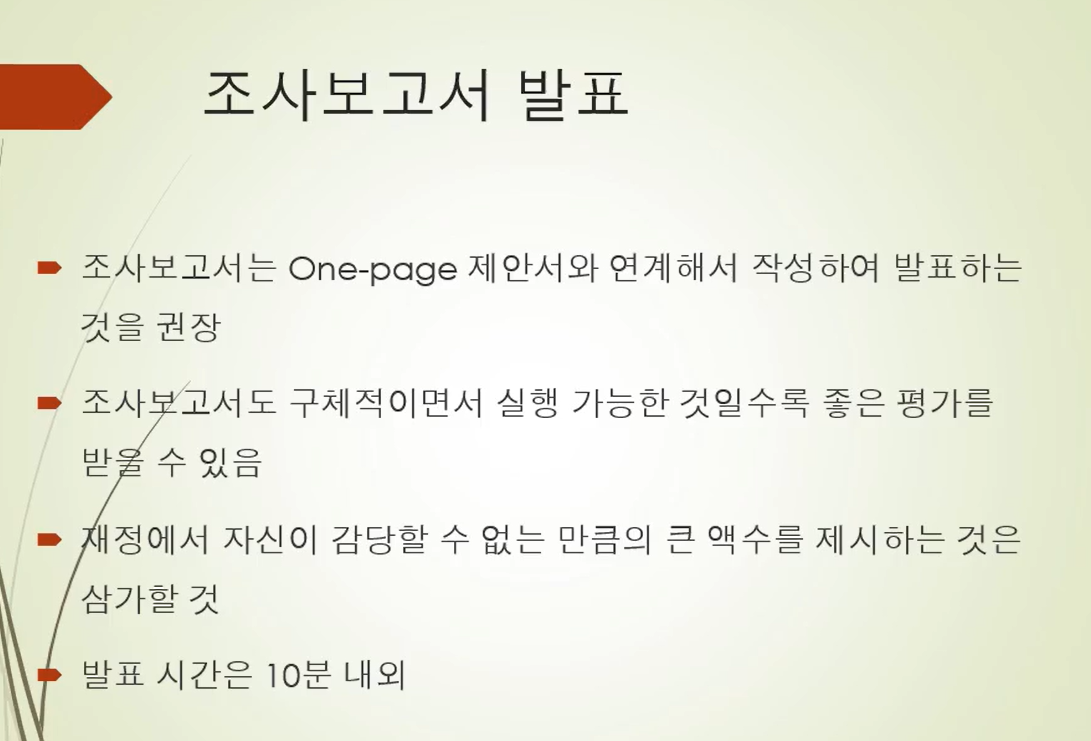 조사보고서 발표
조사보고서는 One-page 제안서와 연계해서 작성하여 발표하는
것을 권장
조사보고서도 구체적이면서 실행 가능한 것일수록 좋은 평가를
받을 수 있음
재정에서 자신이 감당할 수 없는 만큼의 큰 액수를 제시하는 것은
삼가할 것
발표 시간은 10분 내외